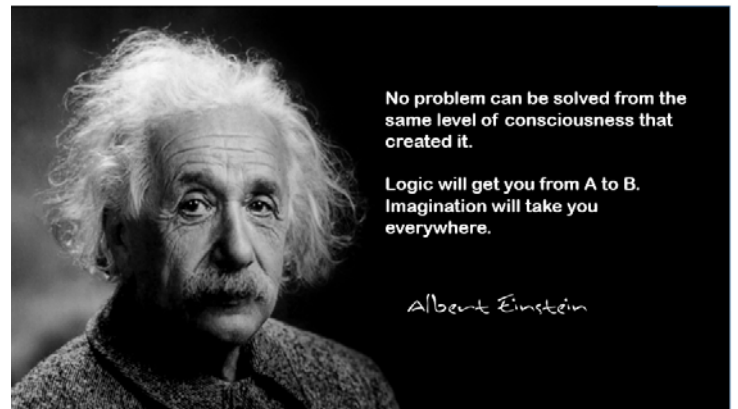 No problem can be solved from the
same level of consciousness that
created it.
Logic will get you from A to B.
Imagination will take you
everywhere.
Albert Einstein